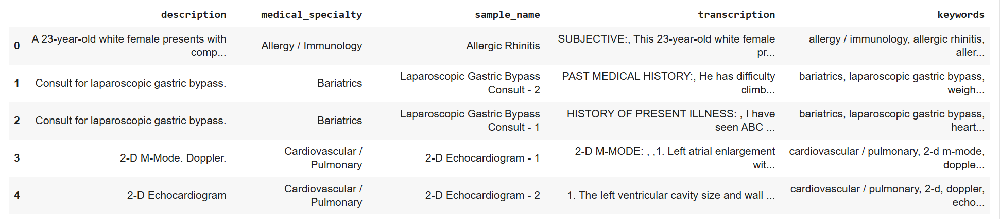 description medical_specialty sample_name transcription keywords
0 A 23-year-old white female presents with comp... Allergy / Immunology Allergic Rhinitis SUBJECTIVE:, This 23-year-old white female pr... allergy / immunology, allergic rhinitis, aller...
1 Consult for laparoscopic gastric bypass. Bariatrics Laparoscopic Gastric Bypass Consult - 2 PAST MEDICAL HISTORY:, He has difficulty climb... bariatrics, laparoscopic gastric bypass, weigh...
2 Consult for laparoscopic gastric bypass. Bariatrics Laparoscopic Gastric Bypass Consult - 1 HISTORY OF PRESENT ILLNESS: , I have seen ABC ... bariatrics, laparoscopic gastric bypass, heart...
3 2-D M-Mode. Doppler. Cardiovascular / Pulmonary 2-D Echocardiogram - 1 2-D M-MODE: , ,1. Left atrial enlargement wit... cardiovascular / pulmonary, 2-d m-mode, dopple...
4 2-D Echocardiogram Cardiovascular / Pulmonary 2-D Echocardiogram - 2 1. The left ventricular cavity size and wall ... cardiovascular / pulmonary, 2-d, doppler, echo...